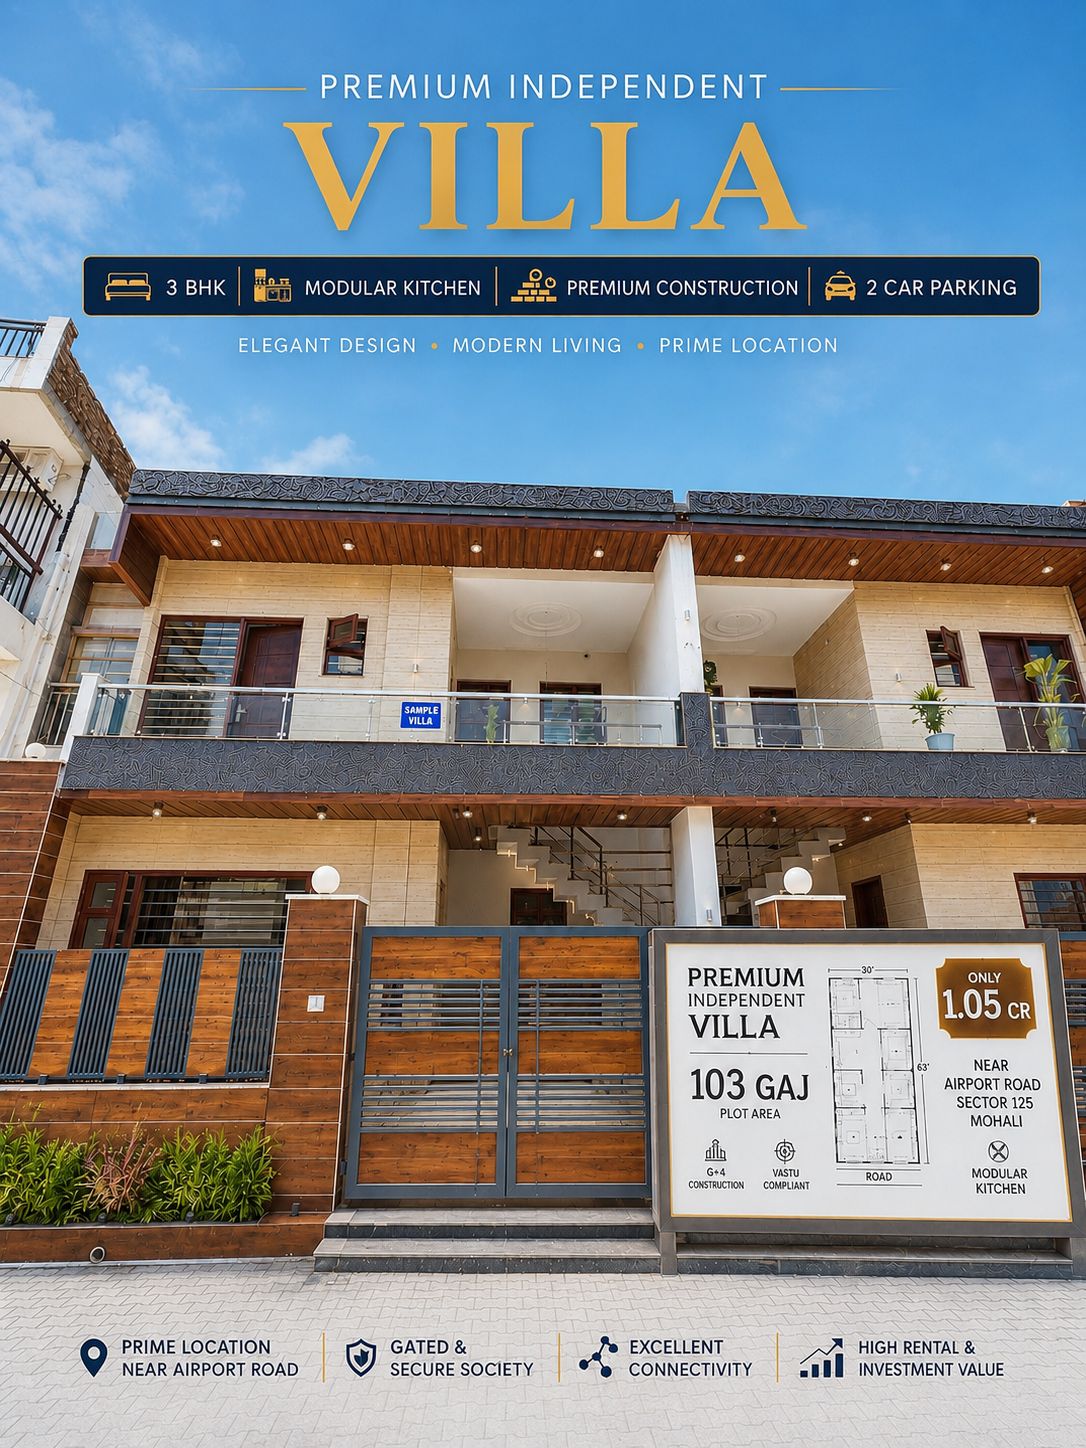 PREMIUM INDEPENDENT
VILLA
3 BHK
MODULAR KITCHEN
PREMIUM CONSTRUCTION
2 CAR PARKING
ELEGANT DESIGN • MODERN LIVING • PRIME LOCATION
SAMPLE
VILLA
PREMIUM
INDEPENDENT
VILLA
103 GAJ
PLOT AREA
G+4
CONSTRUCTION
VASTU
COMPLIANT
30'
63'
ROAD
ONLY
1.05 CR
NEAR
AIRPORT ROAD
SECTOR 125
MOHALI
MODULAR
KITCHEN
PRIME LOCATION
NEAR AIRPORT ROAD
GATED &
SECURE SOCIETY
EXCELLENT
CONNECTIVITY
HIGH RENTAL &
INVESTMENT VALUE